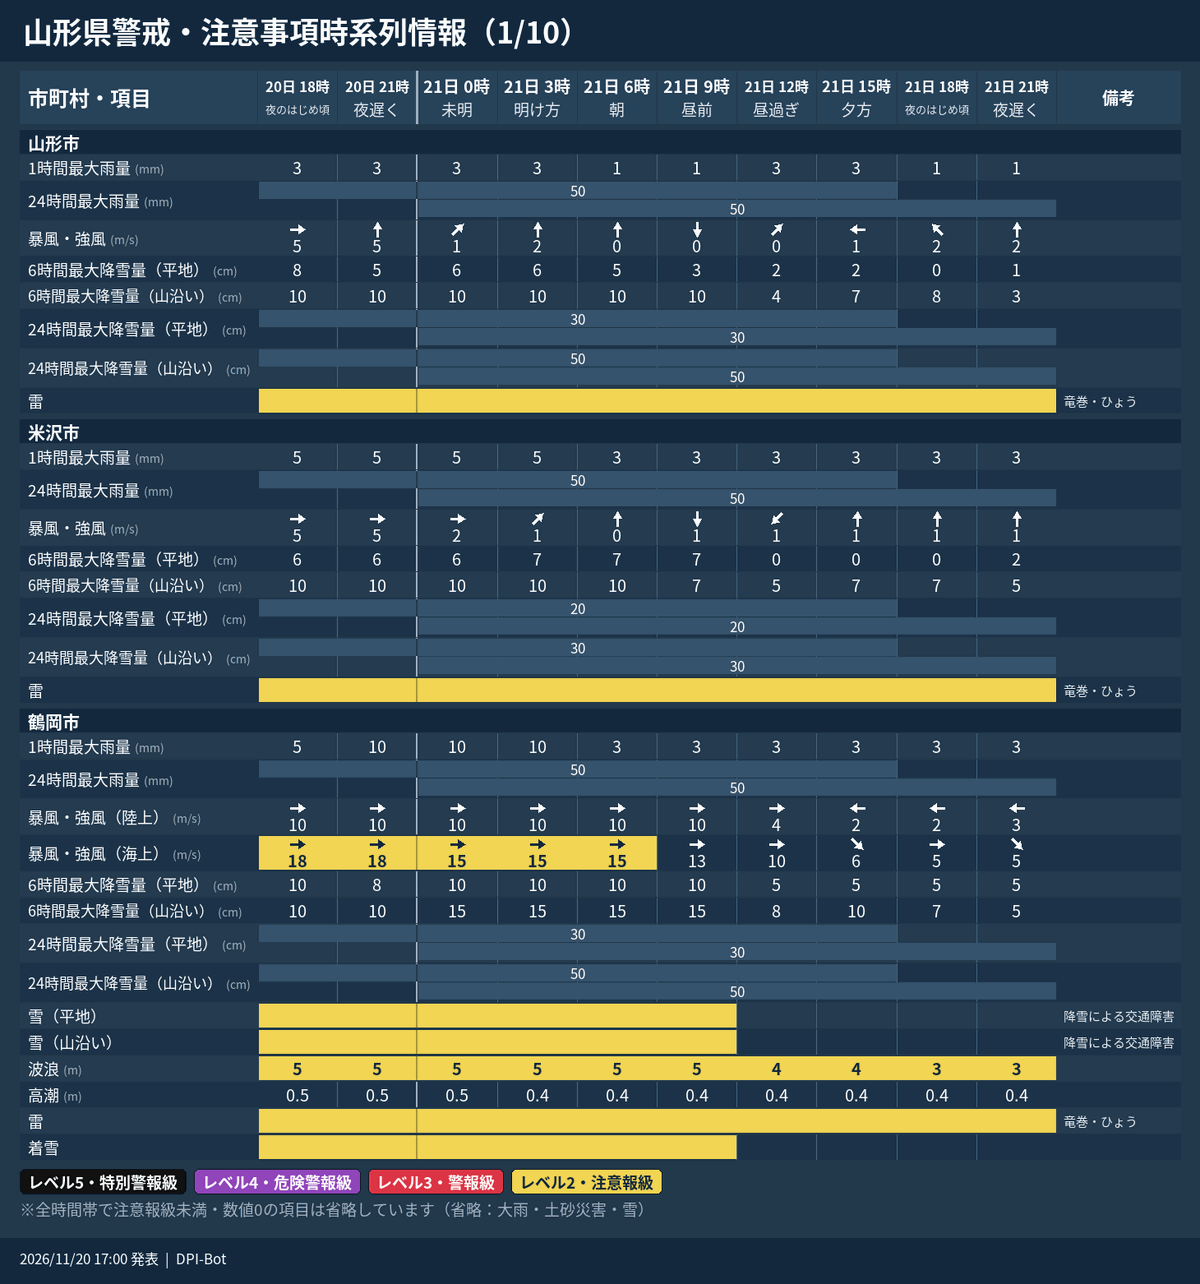 山形県警戒・注意事項時系列情報（1/10）
市町村・項目 20日 18時 夜のはじめ頃 20日 21時 夜遅く 21日 0時 未明 21日 3時 明け方 21日 6時 朝 21日 9時 昼前 21日 12時 昼過ぎ 21日 15時 夕方 21日 18時 夜のはじめ頃 21日 21時 夜遅く 備考
山形市
1時間最大雨量 (mm) 3 3 3 3 1 1 3 3 1 1
24時間最大雨量 (mm) 50
50
暴風・強風 (m/s) → 5 ↑ 5 ↗ 1 ↑ 2 ↑ 0 ↓ 0 ↗ 0 ← 1 ↖ 2 ↑ 2
6時間最大降雪量（平地） (cm) 8 5 6 6 5 3 2 2 0 1
6時間最大降雪量（山沿い） (cm) 10 10 10 10 10 10 4 7 8 3
24時間最大降雪量（平地） (cm) 30
30
24時間最大降雪量（山沿い） (cm) 50
50
雷 竜巻・ひょう
米沢市
1時間最大雨量 (mm) 5 5 5 5 3 3 3 3 3 3
24時間最大雨量 (mm) 50
50
暴風・強風 (m/s) → 5 → 5 → 2 ↗ 1 ↑ 0 ↓ 1 ↙ 1 ↑ 1 ↑ 1 ↑ 1
6時間最大降雪量（平地） (cm) 6 6 6 7 7 7 0 0 0 2
6時間最大降雪量（山沿い） (cm) 10 10 10 10 10 7 5 7 7 5
24時間最大降雪量（平地） (cm) 20
20
24時間最大降雪量（山沿い） (cm) 30
30
雷 竜巻・ひょう
鶴岡市
1時間最大雨量 (mm) 5 10 10 10 3 3 3 3 3 3
24時間最大雨量 (mm) 50
50
暴風・強風（陸上） (m/s) → 10 → 10 → 10 → 10 → 10 → 10 → 4 ← 2 ← 2 ← 3
暴風・強風（海上） (m/s) → 18 → 18 → 15 → 15 → 15 → 13 → 10 ↘ 6 → 5 ↘ 5
6時間最大降雪量（平地） (cm) 10 8 10 10 10 10 5 5 5 5
6時間最大降雪量（山沿い） (cm) 10 10 15 15 15 15 8 10 7 5
24時間最大降雪量（平地） (cm) 30
30
24時間最大降雪量（山沿い） (cm) 50
50
雪（平地） 降雪による交通障害
雪（山沿い） 降雪による交通障害
波浪 (m) 5 5 5 5 5 5 4 4 3 3
高潮 (m) 0.5 0.5 0.5 0.4 0.4 0.4 0.4 0.4 0.4 0.4
雷 竜巻・ひょう
着雪
レベル5・特別警報級 レベル4・危険警報級 レベル3・警報級 レベル2・注意報級
※全時間帯で注意報級未満・数値0の項目は省略しています（省略：大雨・土砂災害・雪）
2026/11/20 17:00 発表 | DPI-Bot